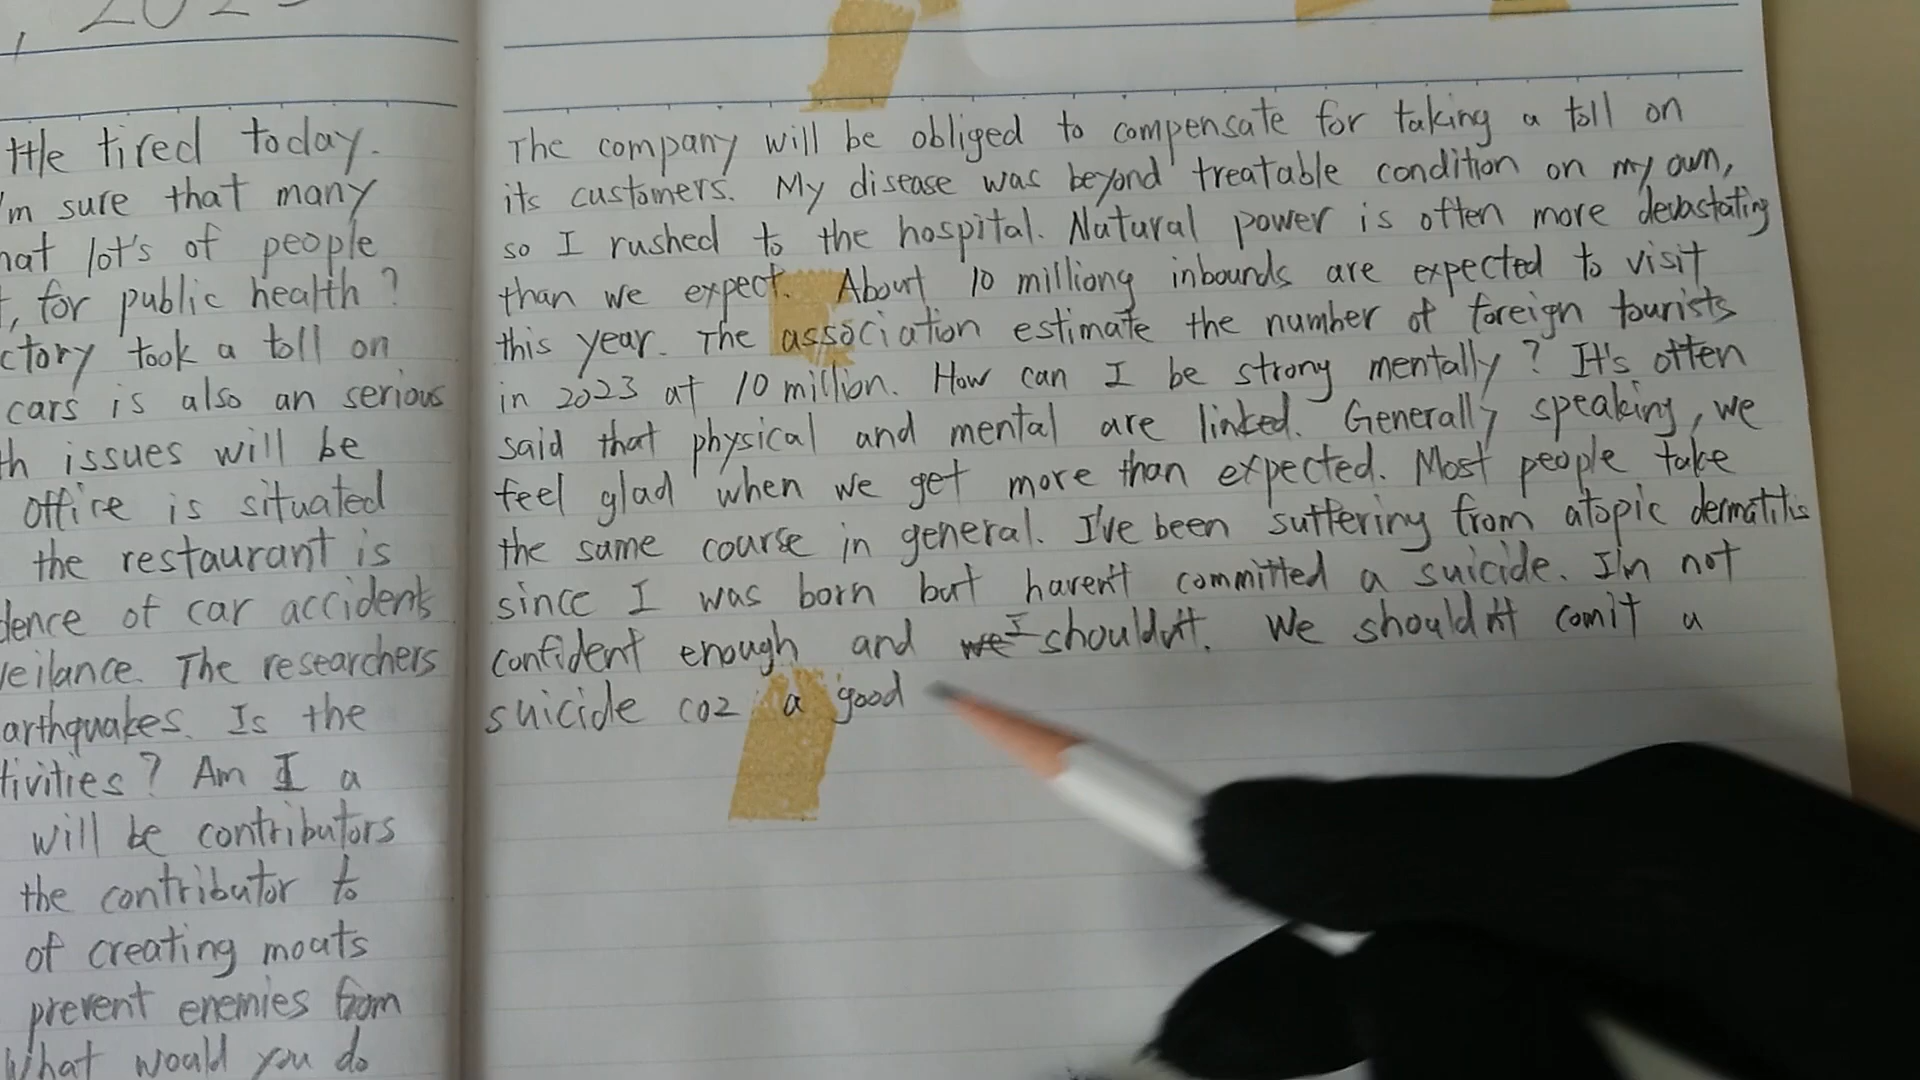 , 202
ttle tired today.
'm sure that many
hat lot's of people
, for public health?
ctory took a toll on
cars is also an serious
th issues will be
office is situated
the restaurant is
dence of car accidents
veilance. The researchers
arthquakes. Is the
tivities? Am I a
will be contributors
the contributor to
of creating moats
prevent enemies from
What would you do
The company will be obliged to compensate for taking a toll on
its customers. My disease was beyond treatable condition on my own,
so I rushed to the hospital. Natural power is often more devastating
than we expect. About 10 milliong inbounds are expected to visit
this year. The association estimate the number of foreign tourists
in 2023 at 10 million. How can I be strong mentally? It's often
said that physical and mental are linked. Generally speaking, we
feel glad when we get more than expected. Most people take
the same course in general. I've been suffering from atopic dermatitis
since I was born but haven't committed a suicide. I'm not
confident enough and we I shouldn't. We shouldn't comit a
suicide coz a good